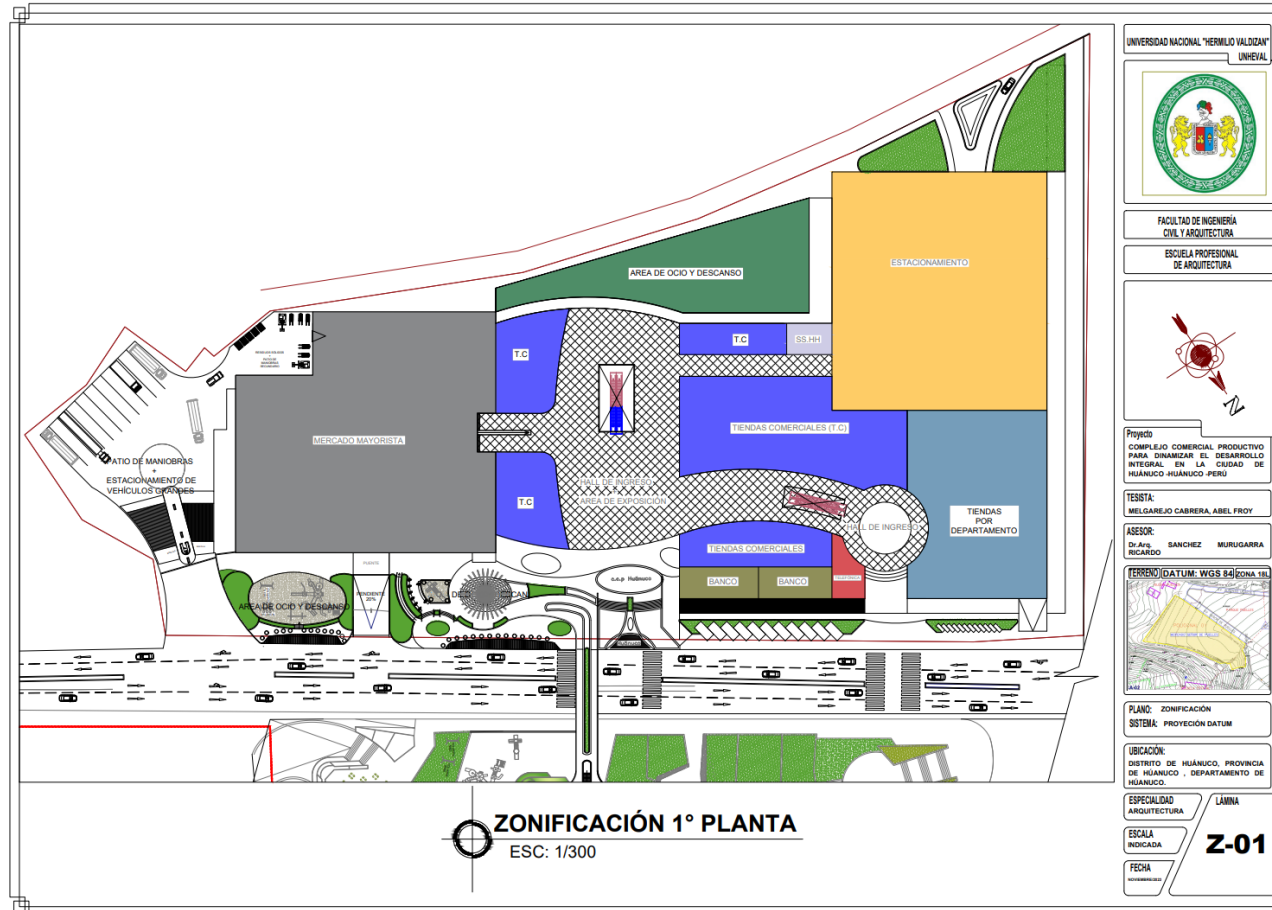 UNIVERSIDAD NACIONAL "HERMILIO VALDIZAN"
UNHEVAL
FACULTAD DE INGENIERÍA
CIVIL Y ARQUITECTURA
ESCUELA PROFESIONAL
DE ARQUITECTURA
N
Proyecto
COMPLEJO COMERCIAL PRODUCTIVO
PARA DINAMIZAR EL DESARROLLO
INTEGRAL EN LA CIUDAD DE
HUÁNUCO -HUÁNUCO -PERÚ
TESISTA:
MELGAREJO CABRERA, ABEL FROY
ASESOR:
Dr.Arq. SANCHEZ MURUGARRA
RICARDO
TERRENO DATUM: WGS 84 ZONA 18L
PLANO: ZONIFICACIÓN
SISTEMA: PROYECIÓN DATUM
UBICACIÓN:
DISTRITO DE HUÁNUCO, PROVINCIA
DE HÚANUCO , DEPARTAMENTO DE
HÚANUCO.
ESPECIALIDAD
ARQUITECTURA
LÁMINA
ESCALA
INDICADA
Z-01
FECHA
ESTACIONAMIENTO
AREA DE OCIO Y DESCANSO
T.C
T.C
SS.HH
TIENDAS COMERCIALES (T.C)
MERCADO MAYORISTA
PATIO DE MANIOBRAS
+
ESTACIONAMIENTO DE
VEHÍCULOS GRANDES
HALL DE INGRESO
+
AREA DE EXPOSICIÓN
T.C
HALL DE INGRESO
TIENDAS
POR
DEPARTAMENTO
TIENDAS COMERCIALES
BANCO
BANCO
c.c.p Huánuco
PUENTE
PENDIENTE
20%
AREA DE OCIO Y DESCANSO
ZONIFICACIÓN 1° PLANTA
ESC: 1/300